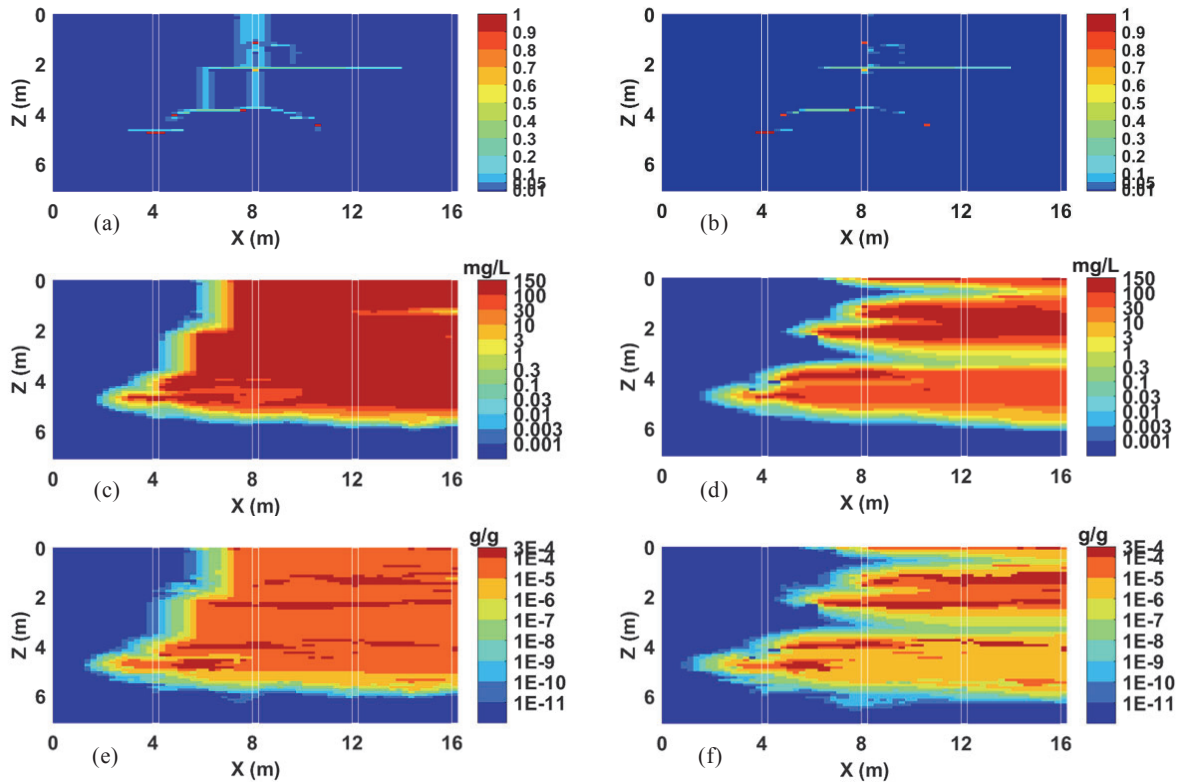 0
2
4
6
Z (m)
0 4 8 12 16
X (m)
(a)
1
0.9
0.8
0.7
0.6
0.5
0.4
0.3
0.2
0.1
0.05
0.01
0
2
4
6
Z (m)
0 4 8 12 16
X (m)
(b)
1
0.9
0.8
0.7
0.6
0.5
0.4
0.3
0.2
0.1
0.05
0.01
0
2
4
6
Z (m)
0 4 8 12 16
X (m)
(c)
mg/L
150
100
30
10
3
1
0.3
0.1
0.03
0.01
0.003
0.001
0
2
4
6
Z (m)
0 4 8 12 16
X (m)
(d)
mg/L
150
100
30
10
3
1
0.3
0.1
0.03
0.01
0.003
0.001
0
2
4
6
Z (m)
0 4 8 12 16
X (m)
(e)
g/g
3E-4
1E-4
1E-5
1E-6
1E-7
1E-8
1E-9
1E-10
1E-11
0
2
4
6
Z (m)
0 4 8 12 16
X (m)
(f)
g/g
3E-4
1E-4
1E-5
1E-6
1E-7
1E-8
1E-9
1E-10
1E-11